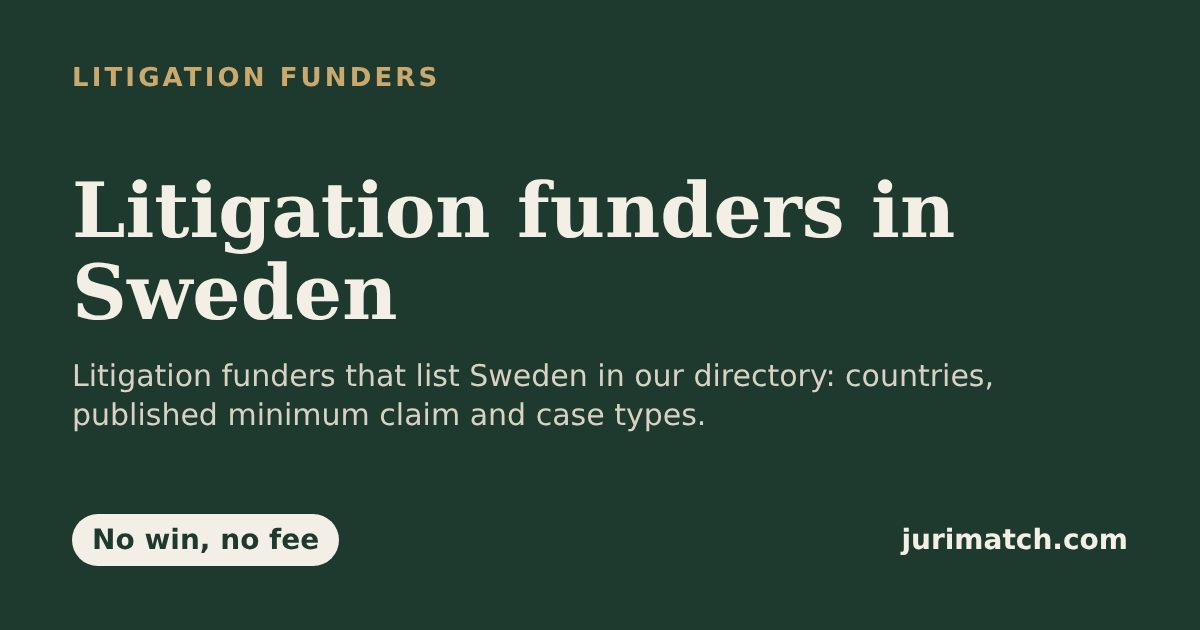 LITIGATION FUNDERS
Litigation funders in
Sweden
Litigation funders that list Sweden in our directory: countries,
published minimum claim and case types.
No win, no fee
jurimatch.com